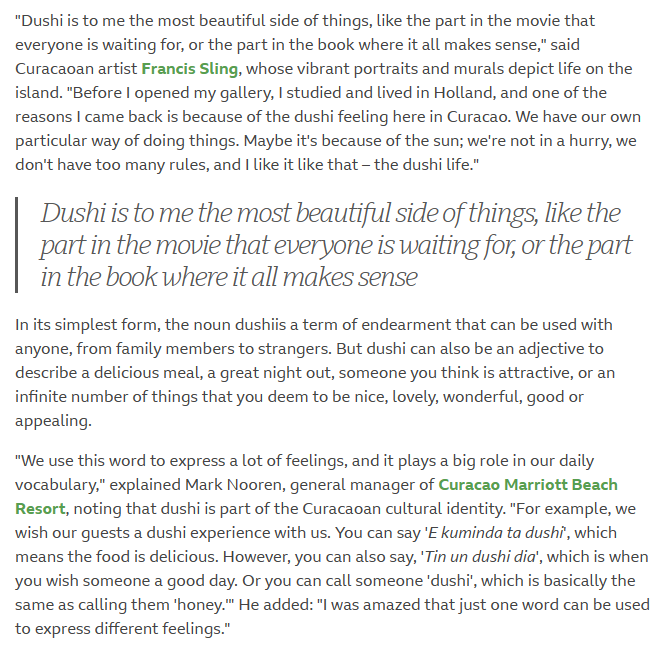 "Dushi is to me the most beautiful side of things, like the part in the movie that
everyone is waiting for, or the part in the book where it all makes sense," said
Curacaoan artist Francis Sling, whose vibrant portraits and murals depict life on the
island. "Before I opened my gallery, I studied and lived in Holland, and one of the
reasons I came back is because of the dushi feeling here in Curacao. We have our own
particular way of doing things. Maybe it's because of the sun; we're not in a hurry, we
don't have too many rules, and I like it like that – the dushi life."
Dushi is to me the most beautiful side of things, like the
part in the movie that everyone is waiting for, or the part
in the book where it all makes sense
In its simplest form, the noun dushiis a term of endearment that can be used with
anyone, from family members to strangers. But dushi can also be an adjective to
describe a delicious meal, a great night out, someone you think is attractive, or an
infinite number of things that you deem to be nice, lovely, wonderful, good or
appealing.
"We use this word to express a lot of feelings, and it plays a big role in our daily
vocabulary," explained Mark Nooren, general manager of Curacao Marriott Beach
Resort, noting that dushi is part of the Curacaoan cultural identity. "For example, we
wish our guests a dushi experience with us. You can say 'E kuminda ta dushi', which
means the food is delicious. However, you can also say, 'Tin un dushi dia', which is when
you wish someone a good day. Or you can call someone 'dushi', which is basically the
same as calling them 'honey.'" He added: "I was amazed that just one word can be used
to express different feelings."